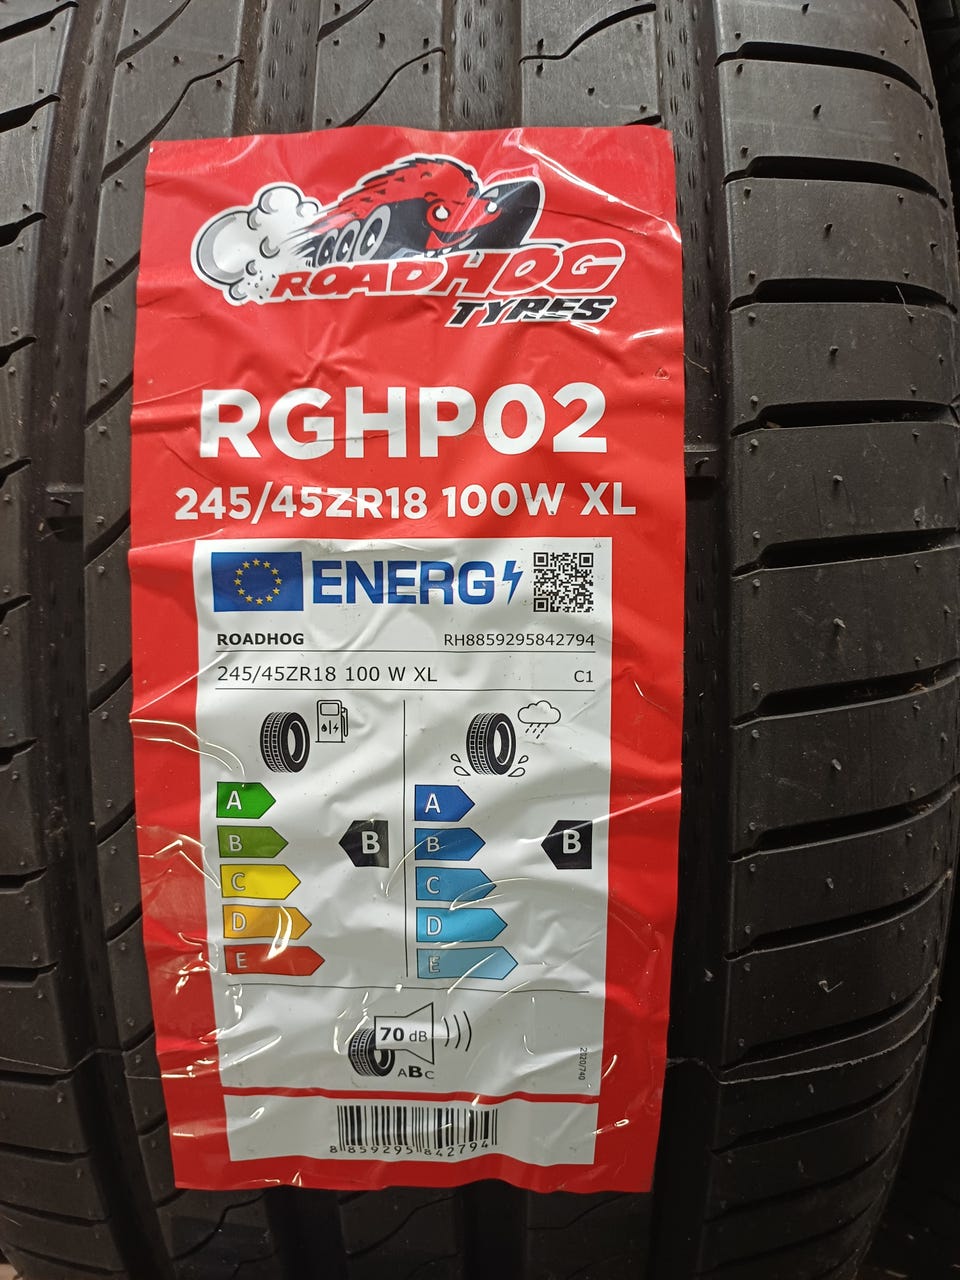 ROADHOG
TYRES
RGHP02
245/45ZR18 100W XL
ENERG
ROADHOG RH8859295842794
245/45ZR18 100 W XL C1
A A
B B B B
C C
D D
E E
70 dB
ABC
2020/740
8 859295 842794